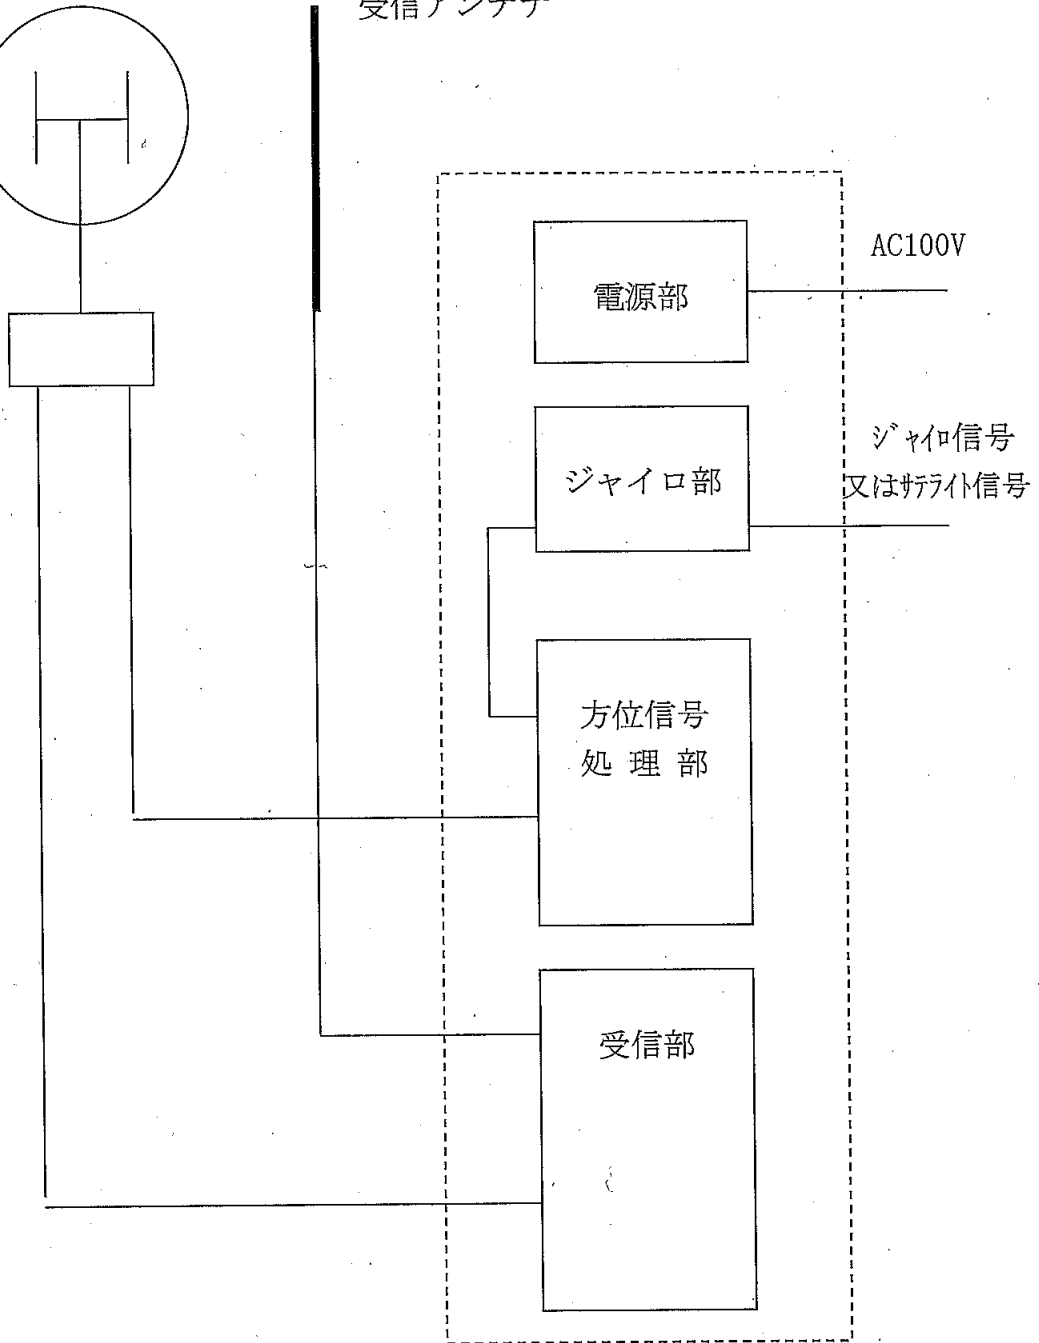 受信アンテナ
電源部
AC100V
ジャイロ部
ジャイロ信号
又はサテライト信号
方位信号
処 理 部
受信部